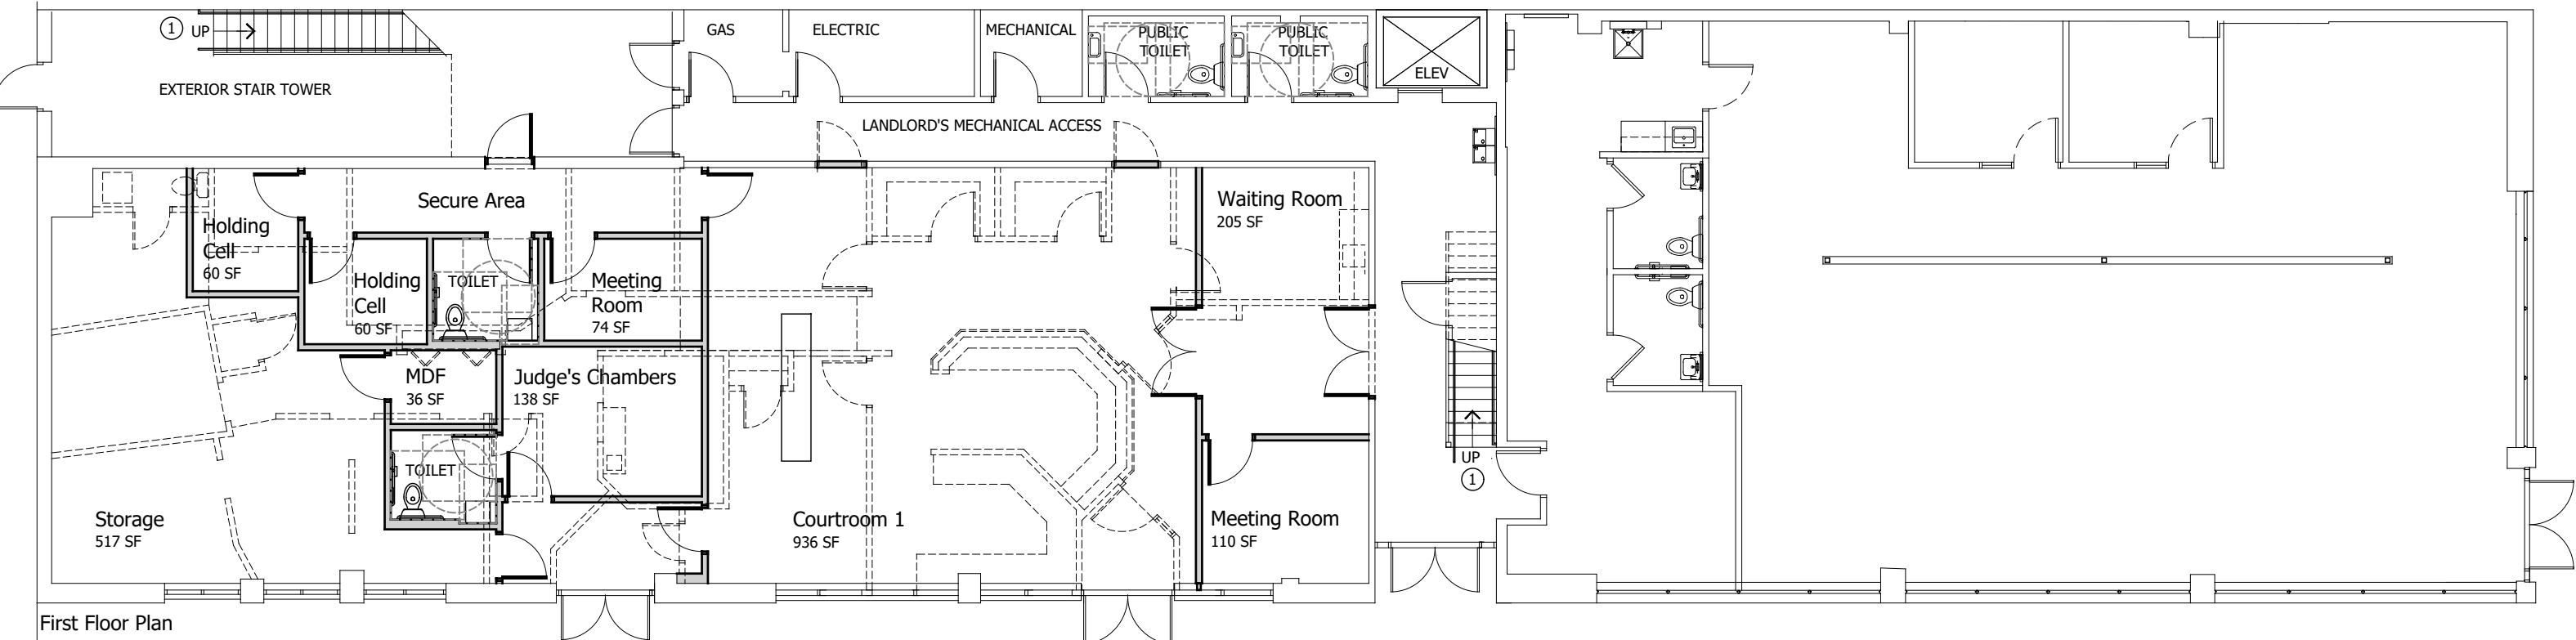 1 UP
EXTERIOR STAIR TOWER
GAS
ELECTRIC
MECHANICAL
PUBLIC
TOILET
PUBLIC
TOILET
ELEV
LANDLORD'S MECHANICAL ACCESS
Secure Area
Holding
Cell
60 SF
Holding
Cell
60 SF
TOILET
Meeting
Room
74 SF
Waiting Room
205 SF
MDF
36 SF
Judge's Chambers
138 SF
TOILET
Storage
517 SF
Courtroom 1
936 SF
Meeting Room
110 SF
UP
1
First Floor Plan